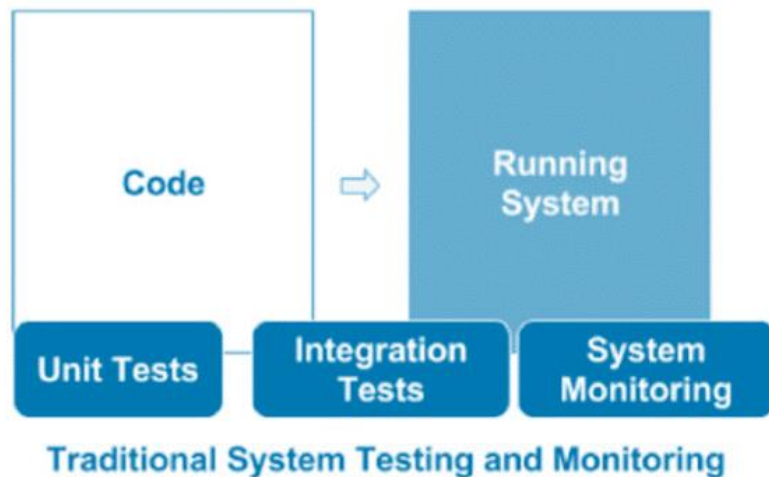 Code
Running
System
Unit Tests
Integration
Tests
System
Monitoring
Traditional System Testing and Monitoring